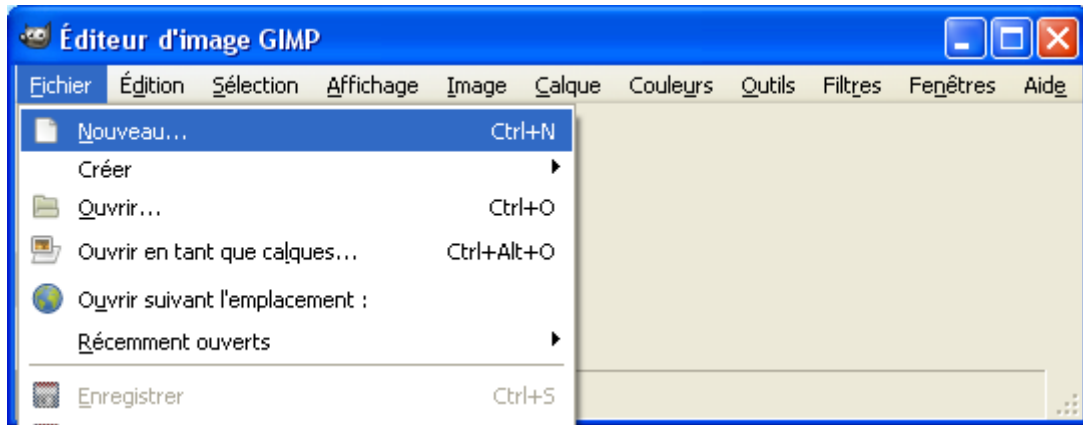 Éditeur d'image GIMP
Fichier Édition Sélection Affichage Image Calque Couleurs Outils Filtres Fenêtres Aide
Nouveau... Ctrl+N
Créer
Ouvrir... Ctrl+O
Ouvrir en tant que calques... Ctrl+Alt+O
Ouvrir suivant l'emplacement :
Récemment ouverts
Enregistrer Ctrl+S